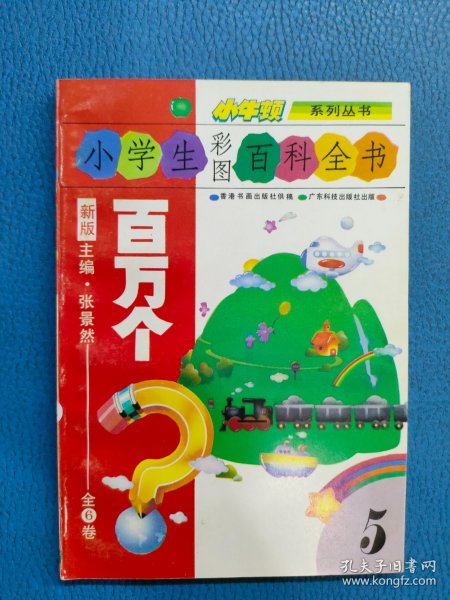 小牛顿 系列丛书
小学生彩图百科全书
香港书画出版社供稿 广东科技出版社出版
新版
主编·张景然
全6卷
百万个
?
5
孔夫子旧书网
www.kongfz.com